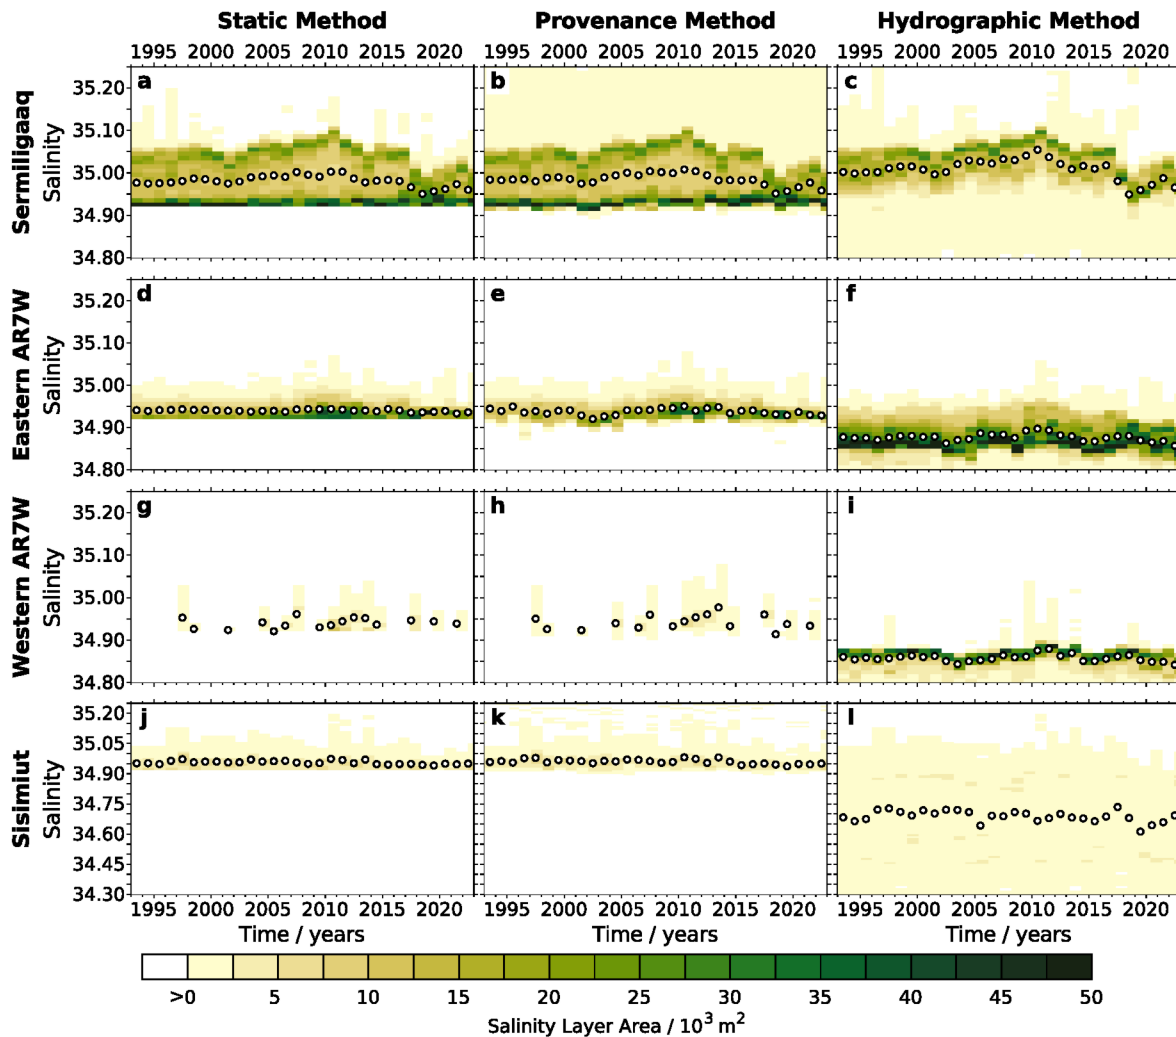 Static Method Provenance Method Hydrographic Method
1995 2000 2005 2010 2015 2020 1995 2000 2005 2010 2015 2020 1995 2000 2005 2010 2015 2020
Sermiligaaq
Salinity
35.20
35.10
35.00
34.90
34.80
a b c
Eastern AR7W
Salinity
35.20
35.10
35.00
34.90
34.80
d e f
Western AR7W
Salinity
35.20
35.10
35.00
34.90
34.80
g h i
Sisimiut
Salinity
35.20
35.05
34.90
34.75
34.60
34.45
34.30
j k l
1995 2000 2005 2010 2015 2020 1995 2000 2005 2010 2015 2020 1995 2000 2005 2010 2015 2020
Time / years Time / years Time / years
>0 5 10 15 20 25 30 35 40 45 50
Salinity Layer Area / 10³ m²